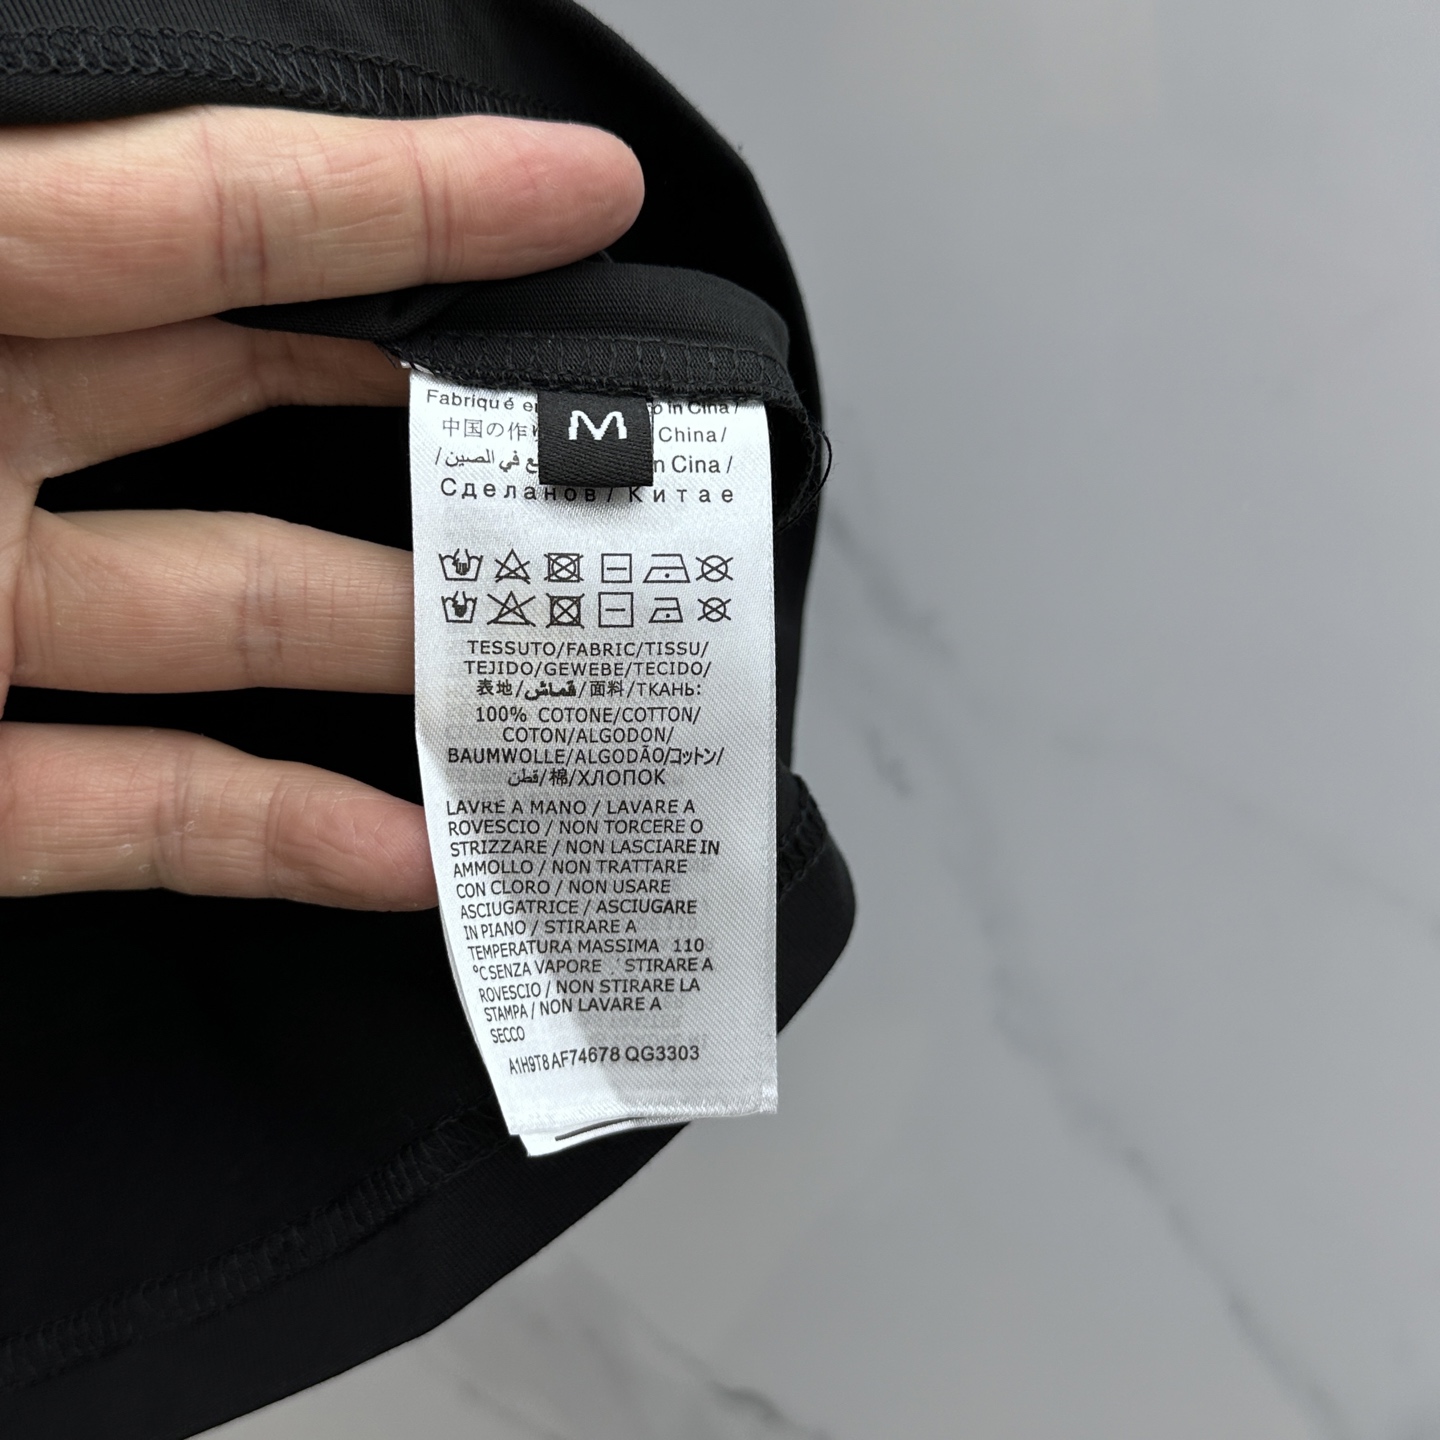 Fabriqué in Cina/
M
中国の作 China/
في الصين/ in Cina/
Сделанов/Китае
TESSUTO/FABRIC/TISSU/
TEJIDO/GEWEBE/TECIDO/
表地/قماش/面料/ТКАНЬ:
100% COTONE/COTTON/
COTON/ALGODON/
BAUMWOLLE/ALGODÃO/コットン/
قطن/棉/ХЛОПОК
LAVRE A MANO / LAVARE A
ROVESCIO / NON TORCERE O
STRIZZARE / NON LASCIARE IN
AMMOLLO / NON TRATTARE
CON CLORO / NON USARE
ASCIUGATRICE / ASCIUGARE
IN PIANO / STIRARE A
TEMPERATURA MASSIMA 110
°C SENZA VAPORE STIRARE A
ROVESCIO / NON STIRARE LA
STAMPA / NON LAVARE A
SECCO
A1H9T8AF74678 QG3303